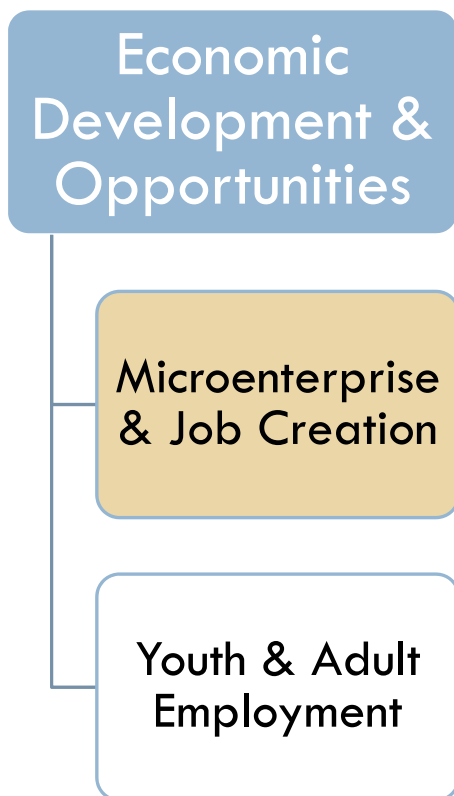 Economic
Development &
Opportunities
Microenterprise
& Job Creation
Youth & Adult
Employment